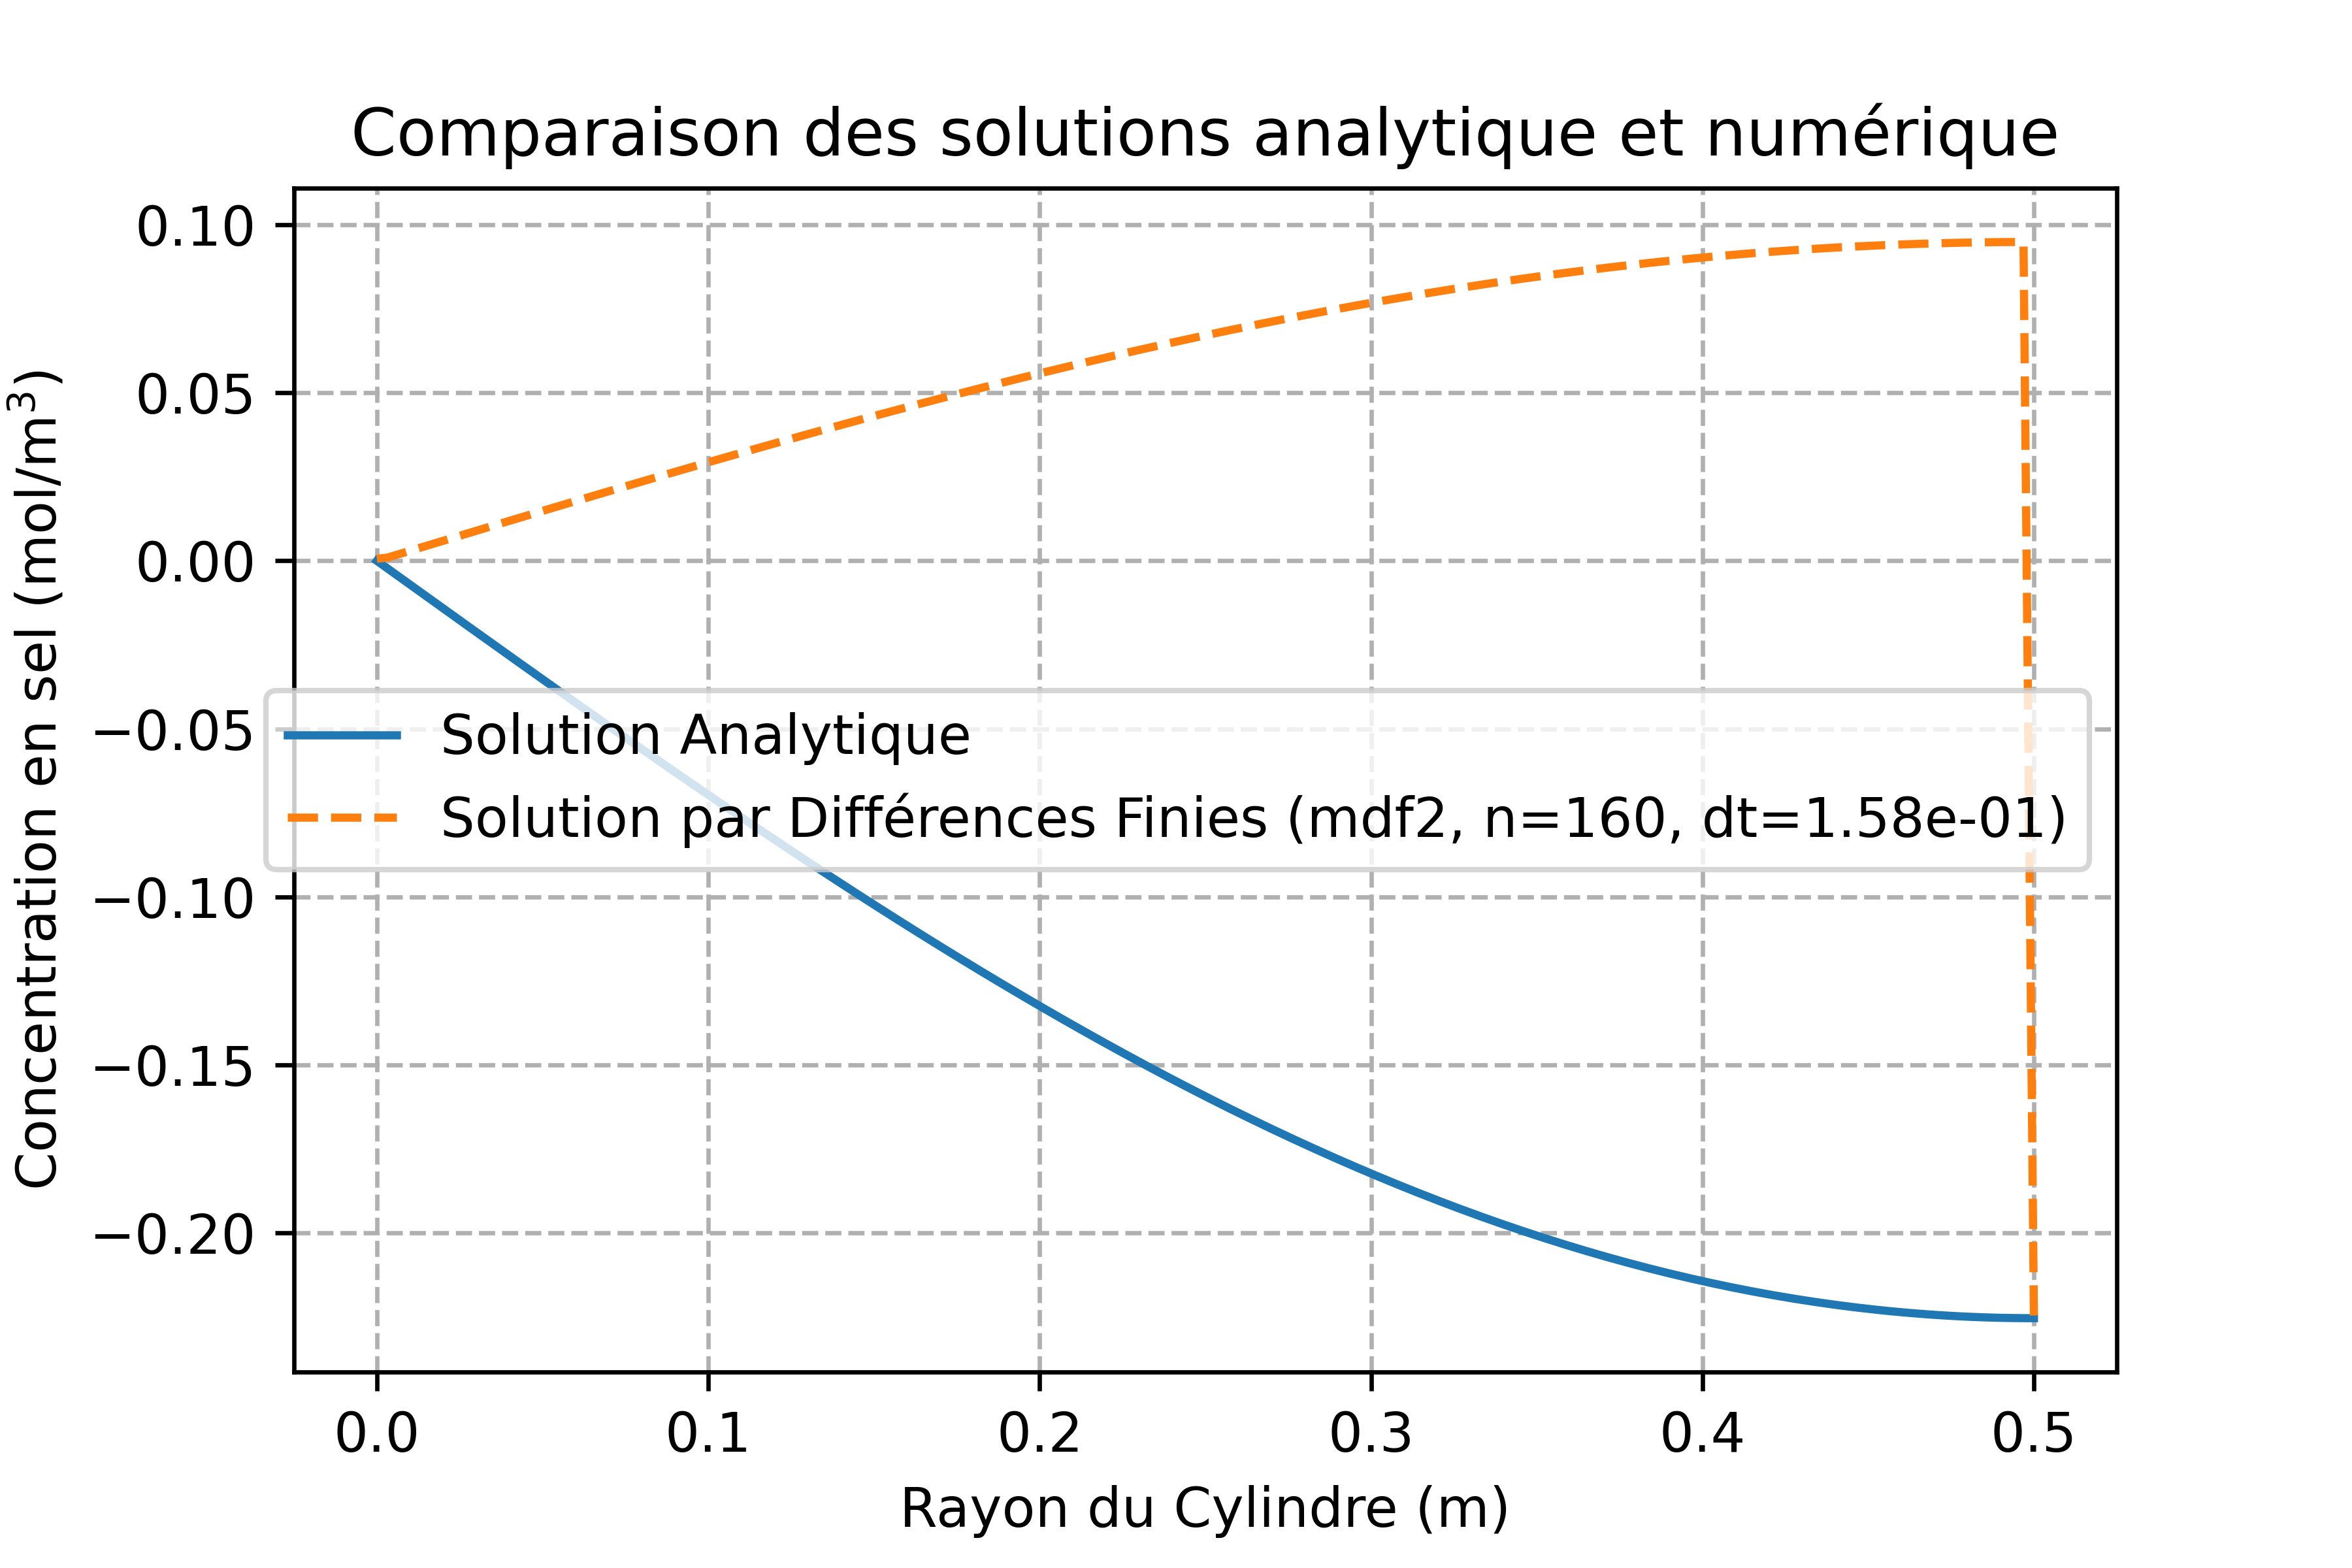 Comparaison des solutions analytique et numérique
Concentration en sel (mol/m³)
0.10
0.05
0.00
−0.05
−0.10
−0.15
−0.20
Solution Analytique
Solution par Différences Finies (mdf2, n=160, dt=1.58e-01)
0.0 0.1 0.2 0.3 0.4 0.5
Rayon du Cylindre (m)